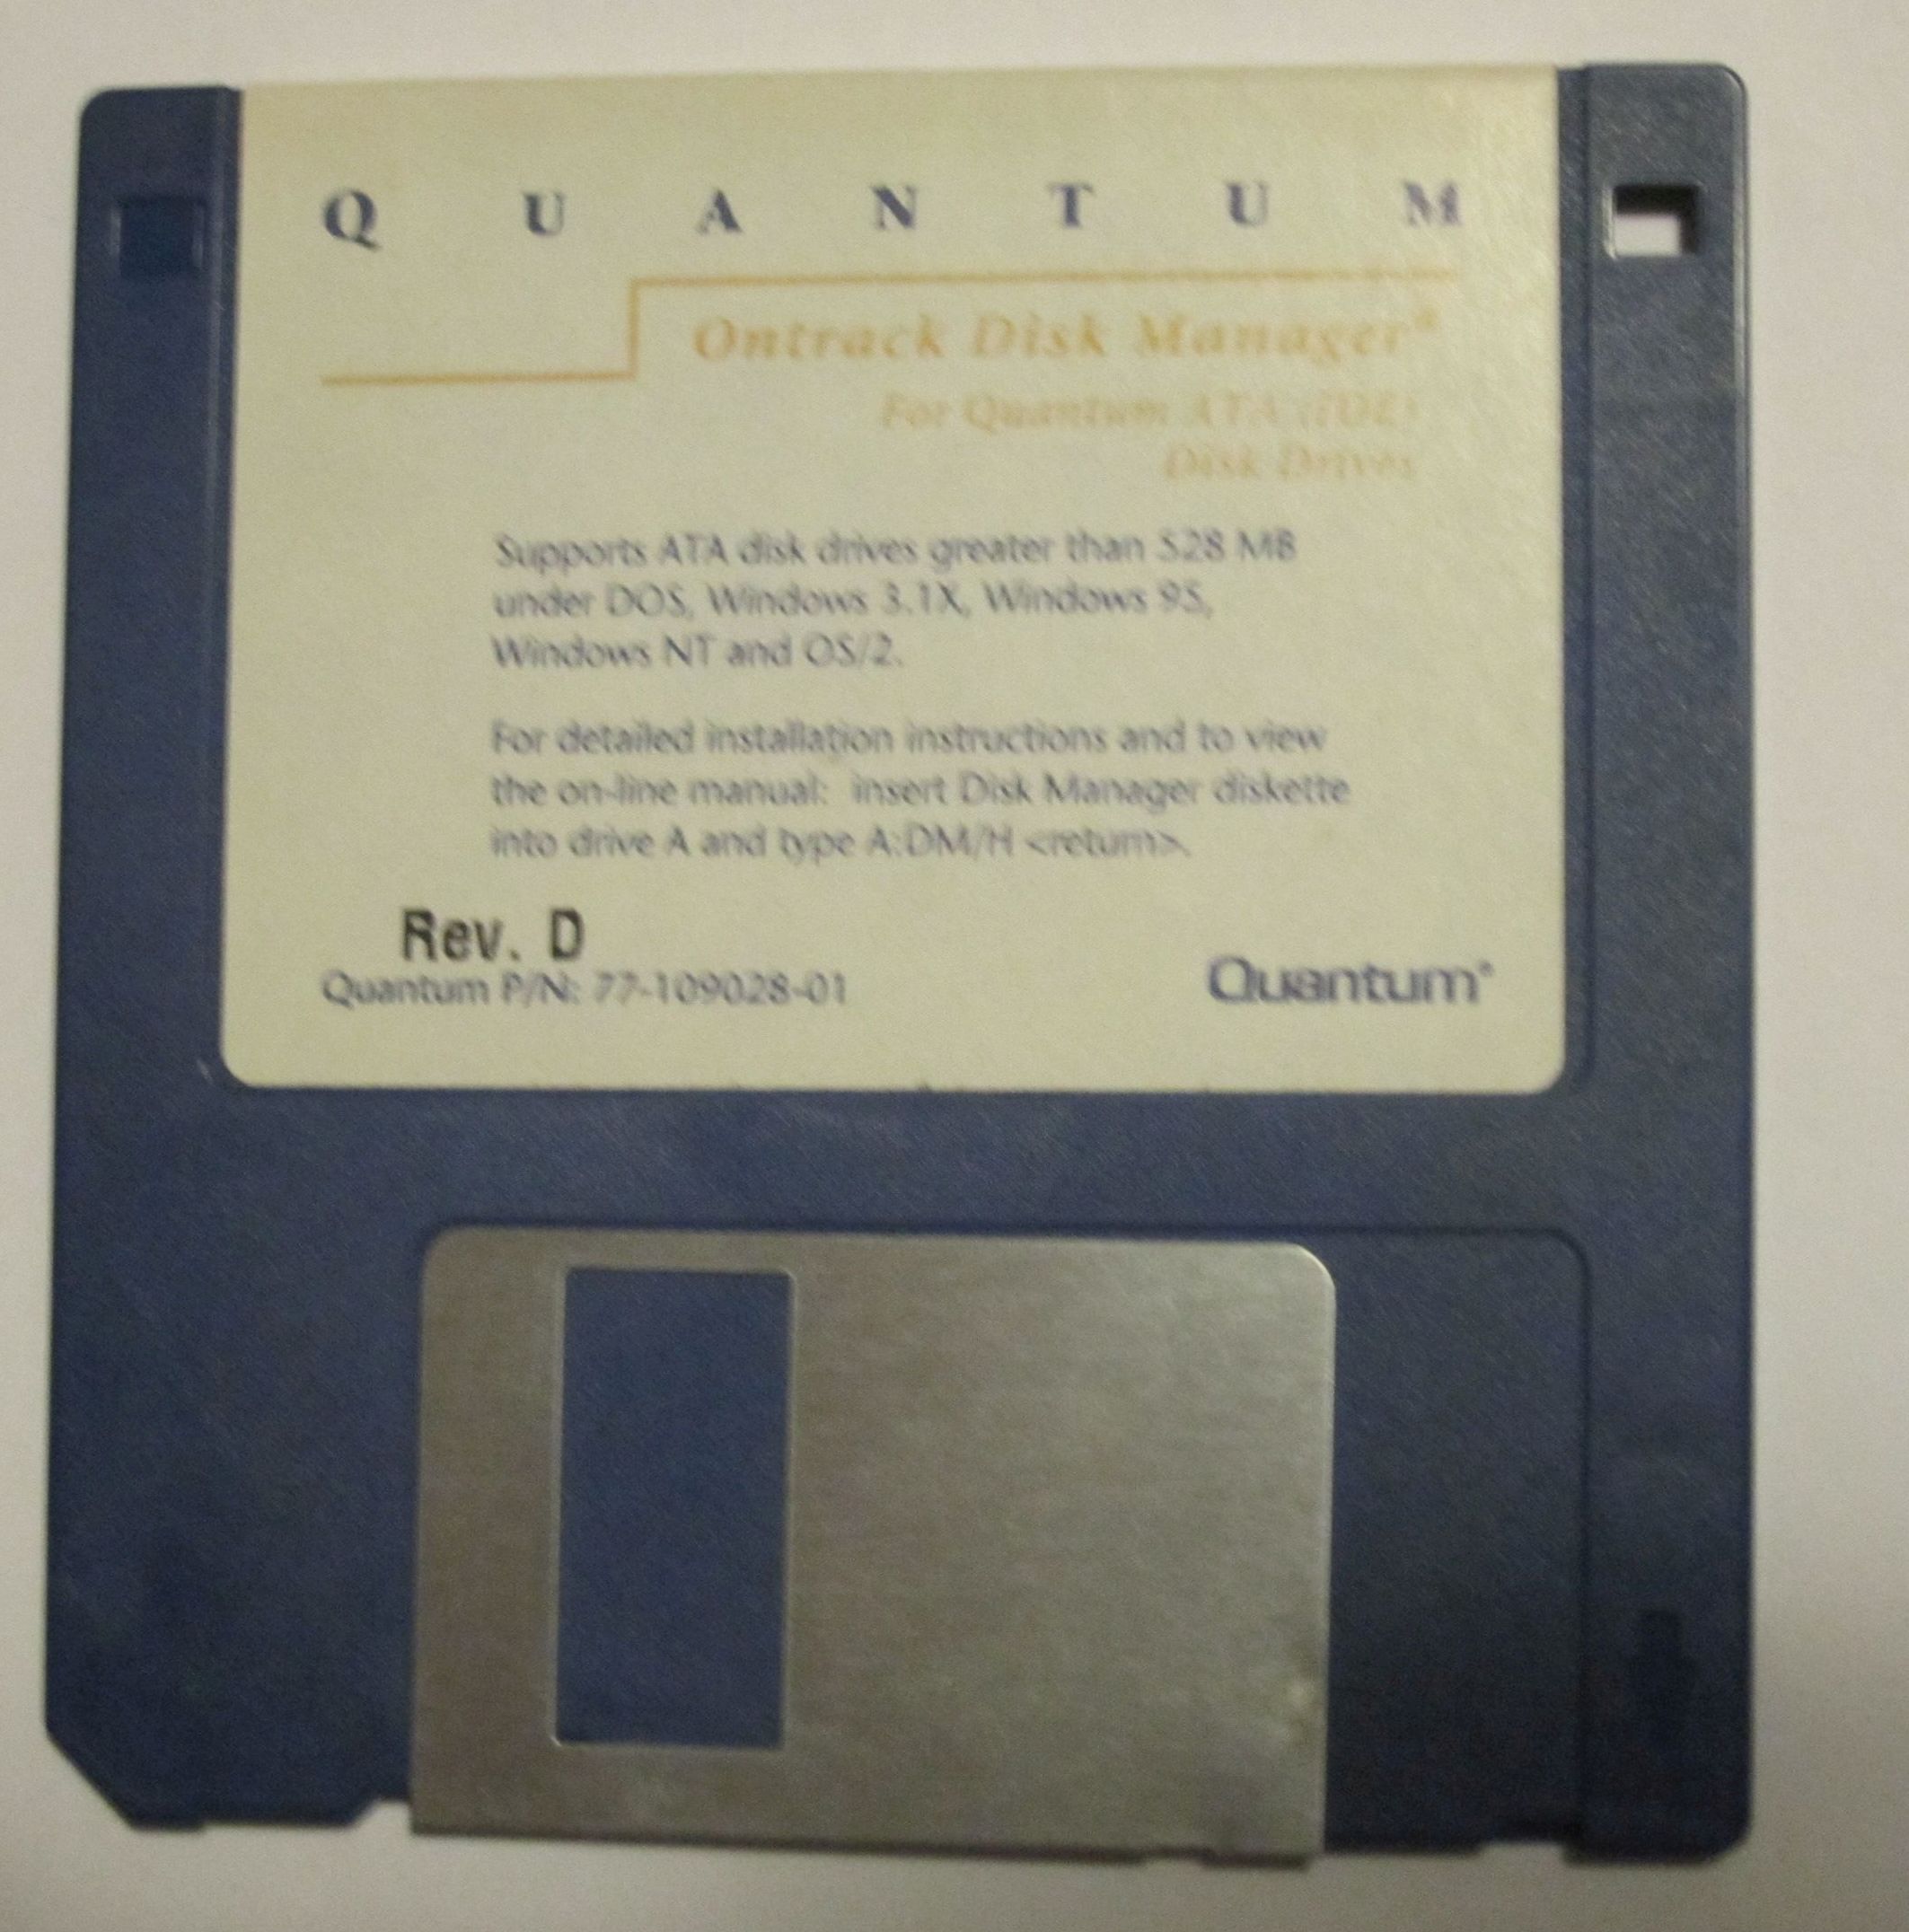 QUANTUM
Ontrack Disk Manager®
For Quantum ATA (IDE)
Disk Drives
Supports ATA disk drives greater than 528 MB
under DOS, Windows 3.1X, Windows 95,
Windows NT and OS/2.
For detailed installation instructions and to view
the on-line manual:  insert Disk Manager diskette
into drive A and type A:DM/H <return>.
Rev. D
Quantum P/N: 77-109028-01
Quantum®